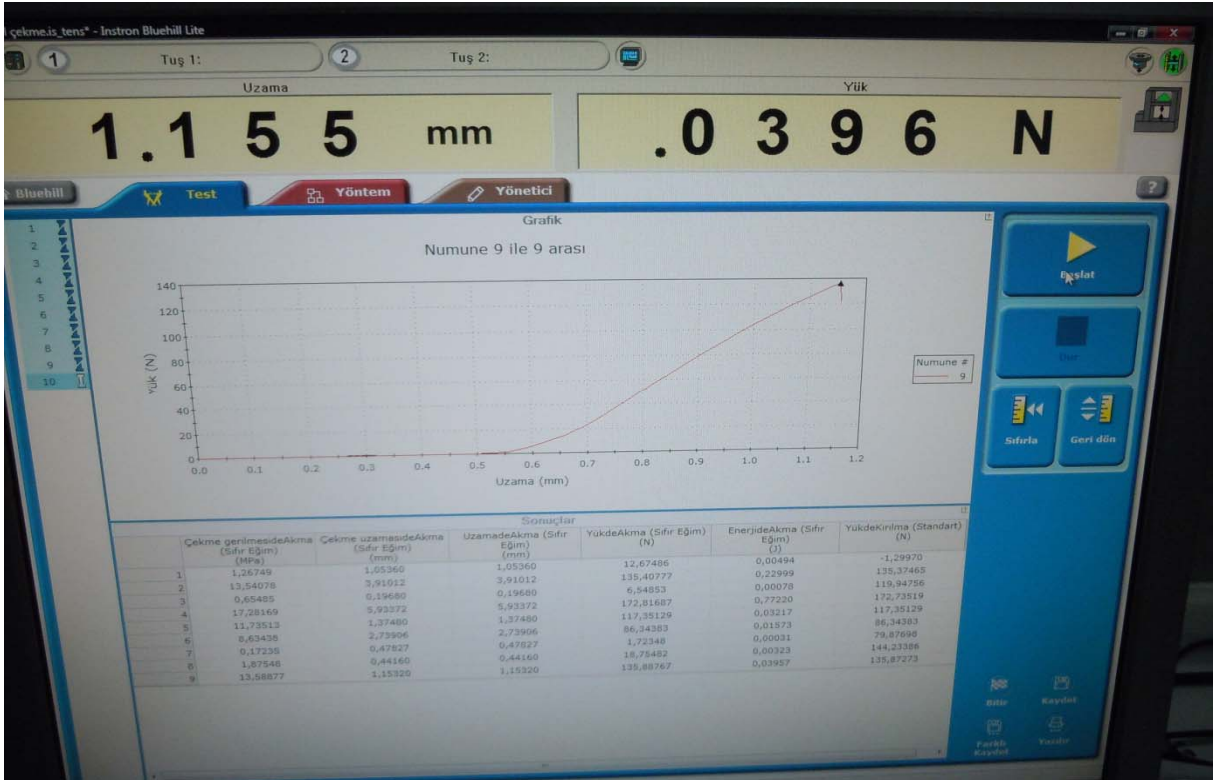 çekme.is_tens* - Instron Bluehill Lite
1 Tuş 1: 2 Tuş 2:
Uzama Yük
1.155 mm .0396 N
Bluehill Test Yöntem Yönetici ?
Grafik
Numune 9 ile 9 arası
Yük (N)
140
120
100
80
60
40
20
0
0.0 0.1 0.2 0.3 0.4 0.5 0.6 0.7 0.8 0.9 1.0 1.1 1.2
Uzama (mm)
Numune #
9
1
2
3
4
5
6
7
8
9
10
Başlat
Dur
Sıfırla Geri dön
Sonuçlar
Çekme gerilmesideAkma (Sıfır Eğim) (MPa) Çekme uzamasıdeAkma (Sıfır Eğim) (mm) UzamadeAkma (Sıfır Eğim) (mm) YükdeAkma (Sıfır Eğim) (N) EnerjideAkma (Sıfır Eğim) (J) YükdeKırılma (Standart) (N)
1 1,26749 1,05360 1,05360 12,67486 0,00494 -1,29970
2 13,54078 3,91012 3,91012 135,40777 0,22999 135,37465
3 0,65485 0,19680 0,19680 6,54853 0,00078 119,94756
4 17,28169 5,93372 5,93372 172,81687 0,77220 172,73519
5 11,73513 1,37480 1,37480 117,35129 0,03217 117,35129
6 8,63438 2,73906 2,73906 86,34383 0,01573 86,34383
7 0,17235 0,47827 0,47827 1,72348 0,00031 79,87698
8 1,87548 0,44160 0,44160 18,75482 0,00323 144,23386
9 13,58877 1,15320 1,15320 135,88767 0,03957 135,87273
Bitir Kaydet
Farklı Kaydet Yazdır